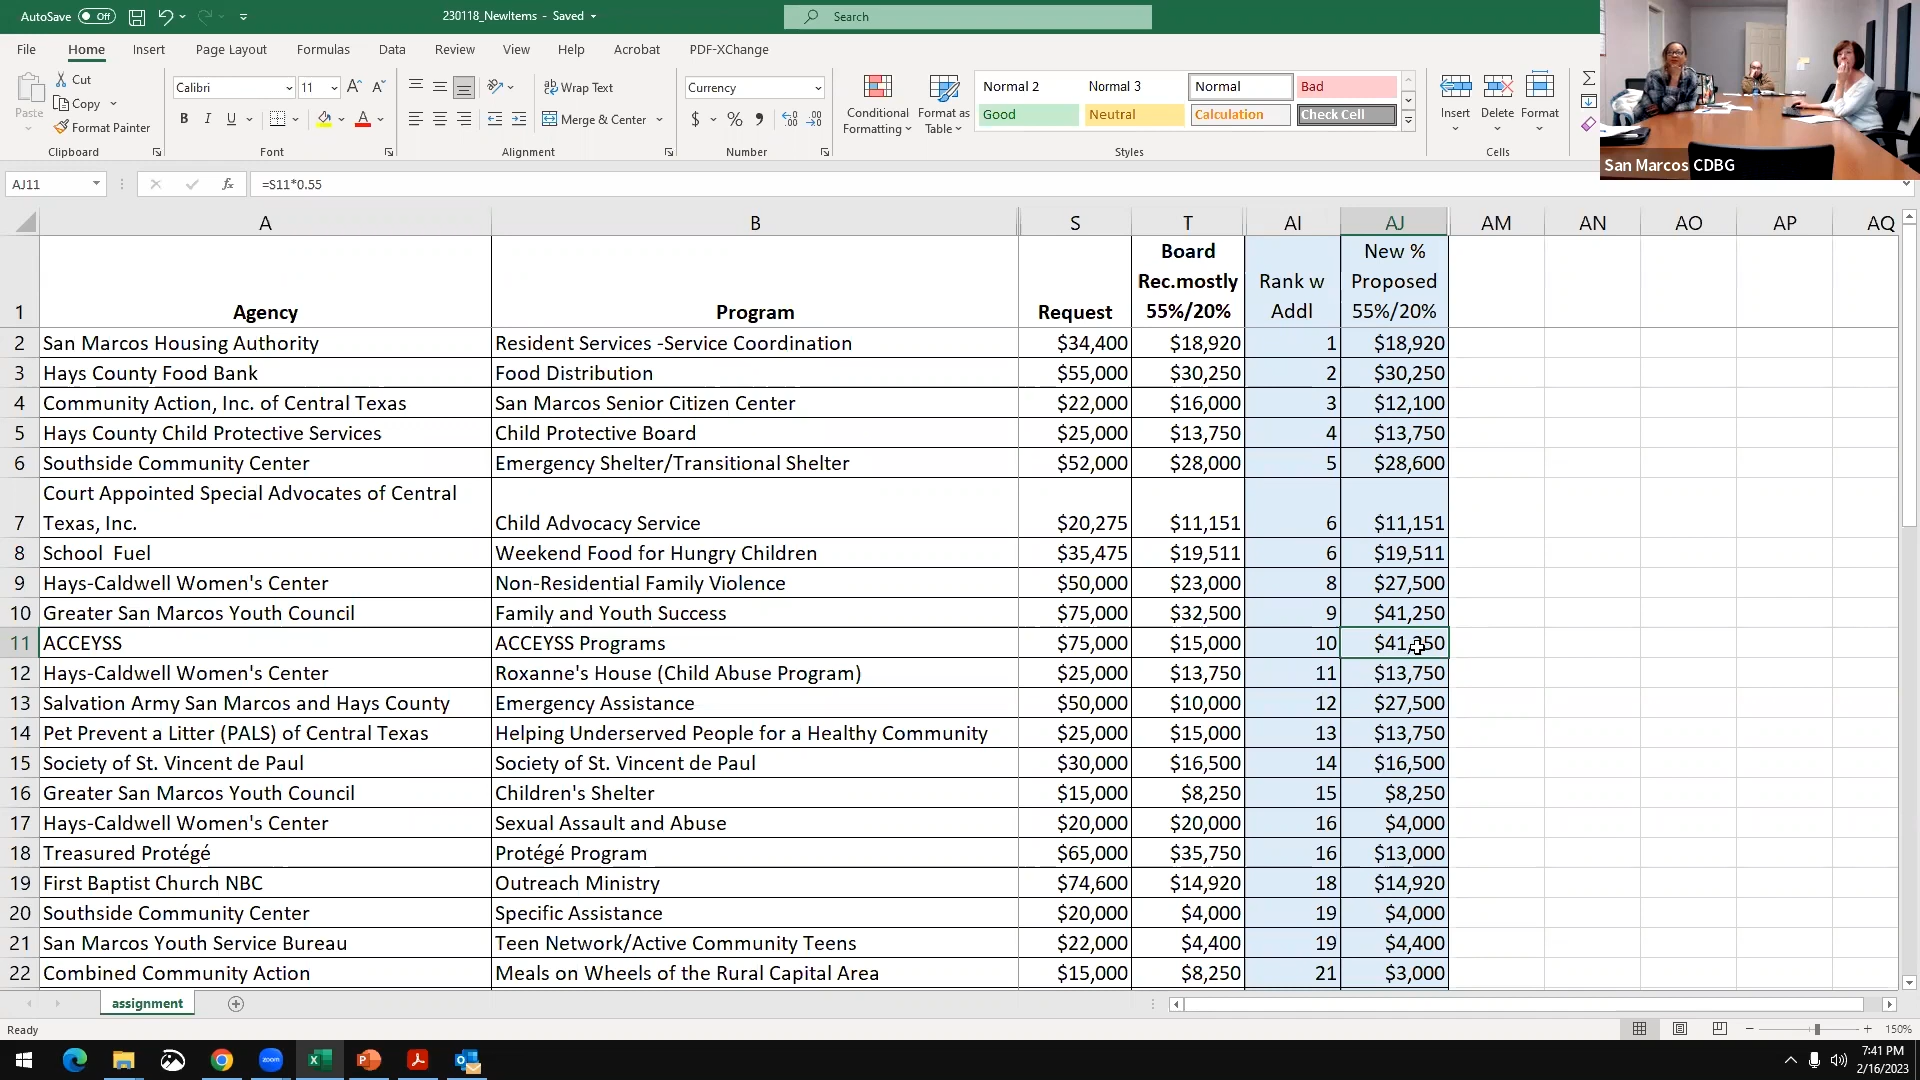 AutoSave Off 230118_NewItems - Saved Search
File Home Insert Page Layout Formulas Data Review View Help Acrobat PDF-XChange
Paste Cut Copy Format Painter Clipboard
Calibri 11 B I U Font
Wrap Text Merge & Center Alignment
Currency $ % Number
Conditional Formatting Format as Table
Normal 2 Normal 3 Normal Bad
Good Neutral Calculation Check Cell
Styles
Insert Delete Format Cells
San Marcos CDBG
AJ11 fx =S11*0.55
A B S T AI AJ AM AN AO AP AQ
1 Agency Program Request Board Rec.mostly 55%/20% Rank w Addl New % Proposed 55%/20%
2 San Marcos Housing Authority Resident Services -Service Coordination $34,400 $18,920 1 $18,920
3 Hays County Food Bank Food Distribution $55,000 $30,250 2 $30,250
4 Community Action, Inc. of Central Texas San Marcos Senior Citizen Center $22,000 $16,000 3 $12,100
5 Hays County Child Protective Services Child Protective Board $25,000 $13,750 4 $13,750
6 Southside Community Center Emergency Shelter/Transitional Shelter $52,000 $28,000 5 $28,600
Court Appointed Special Advocates of Central
7 Texas, Inc. Child Advocacy Service $20,275 $11,151 6 $11,151
8 School Fuel Weekend Food for Hungry Children $35,475 $19,511 6 $19,511
9 Hays-Caldwell Women's Center Non-Residential Family Violence $50,000 $23,000 8 $27,500
10 Greater San Marcos Youth Council Family and Youth Success $75,000 $32,500 9 $41,250
11 ACCEYSS ACCEYSS Programs $75,000 $15,000 10 $41,250
12 Hays-Caldwell Women's Center Roxanne's House (Child Abuse Program) $25,000 $13,750 11 $13,750
13 Salvation Army San Marcos and Hays County Emergency Assistance $50,000 $10,000 12 $27,500
14 Pet Prevent a Litter (PALS) of Central Texas Helping Underserved People for a Healthy Community $25,000 $15,000 13 $13,750
15 Society of St. Vincent de Paul Society of St. Vincent de Paul $30,000 $16,500 14 $16,500
16 Greater San Marcos Youth Council Children's Shelter $15,000 $8,250 15 $8,250
17 Hays-Caldwell Women's Center Sexual Assault and Abuse $20,000 $20,000 16 $4,000
18 Treasured Protégé Protégé Program $65,000 $35,750 16 $13,000
19 First Baptist Church NBC Outreach Ministry $74,600 $14,920 18 $14,920
20 Southside Community Center Specific Assistance $20,000 $4,000 19 $4,000
21 San Marcos Youth Service Bureau Teen Network/Active Community Teens $22,000 $4,400 19 $4,400
22 Combined Community Action Meals on Wheels of the Rural Capital Area $15,000 $8,250 21 $3,000
assignment
Ready 150%
zoom 7:41 PM
2/16/2023